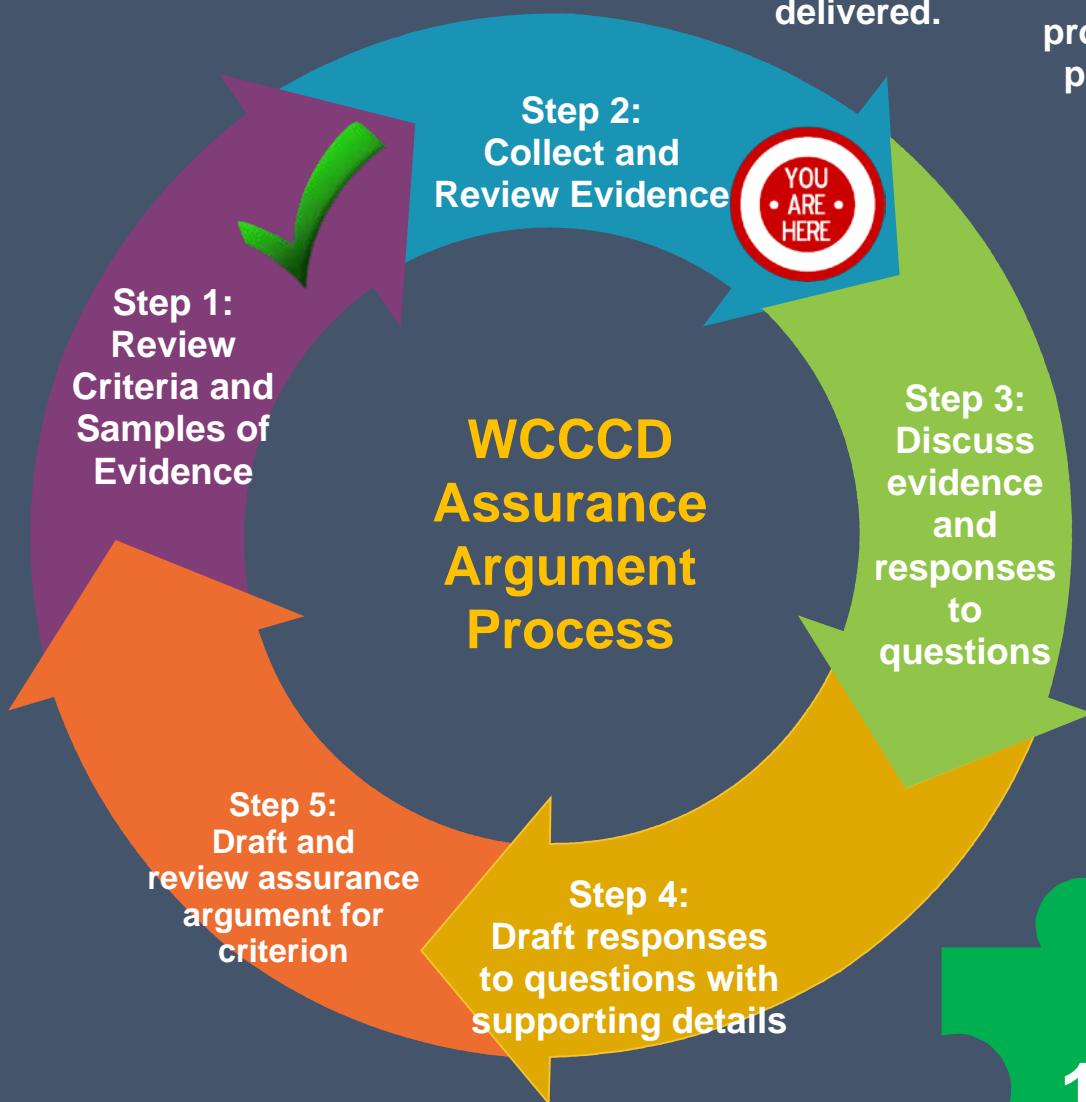 delivered.
Step 2:
Collect and
Review Evidence
YOU
• ARE •
HERE
Step 1:
Review
Criteria and
Samples of
Evidence
WCCCD
Assurance
Argument
Process
Step 3:
Discuss
evidence
and
responses
to
questions
Step 5:
Draft and
review assurance
argument for
criterion
Step 4:
Draft responses
to questions with
supporting details